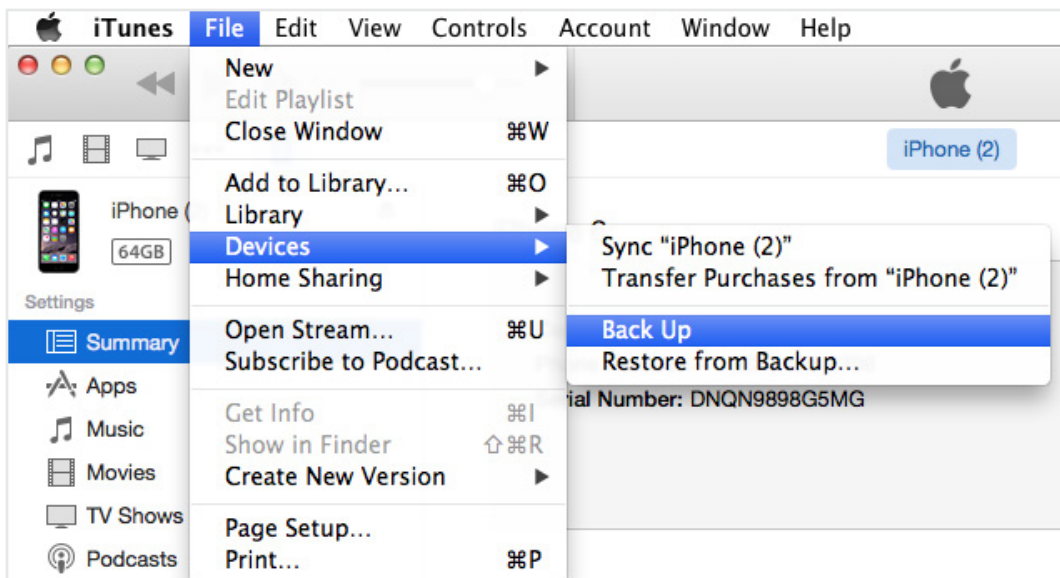 iTunes File Edit View Controls Account Window Help
New
Edit Playlist
Close Window ⌘W
iPhone (2)
Add to Library... ⌘O
iPhone (
Library
64GB
Devices
Sync “iPhone (2)”
Home Sharing
Transfer Purchases from “iPhone (2)”
Settings
Open Stream... ⌘U
Back Up
Summary
Subscribe to Podcast...
Restore from Backup...
Apps
Get Info ⌘I
ial Number: DNQN9898G5MG
Music
Show in Finder ⇧⌘R
Movies
Create New Version
TV Shows
Page Setup...
Podcasts
Print... ⌘P